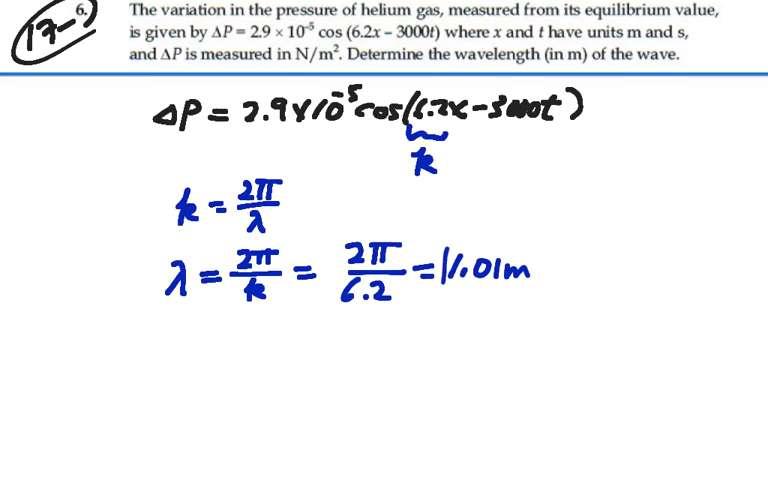 17-
6. The variation in the pressure of helium gas, measured from its equilibrium value,
is given by ΔP = 2.9 × 10⁻⁵ cos (6.2x – 3000t) where x and t have units m and s,
and ΔP is measured in N/m². Determine the wavelength (in m) of the wave.
ΔP = 2.9 × 10⁻⁵ cos(6.2x - 3000t)
k
k = 2π/λ
λ = 2π/k = 2π/6.2 = 1.01m